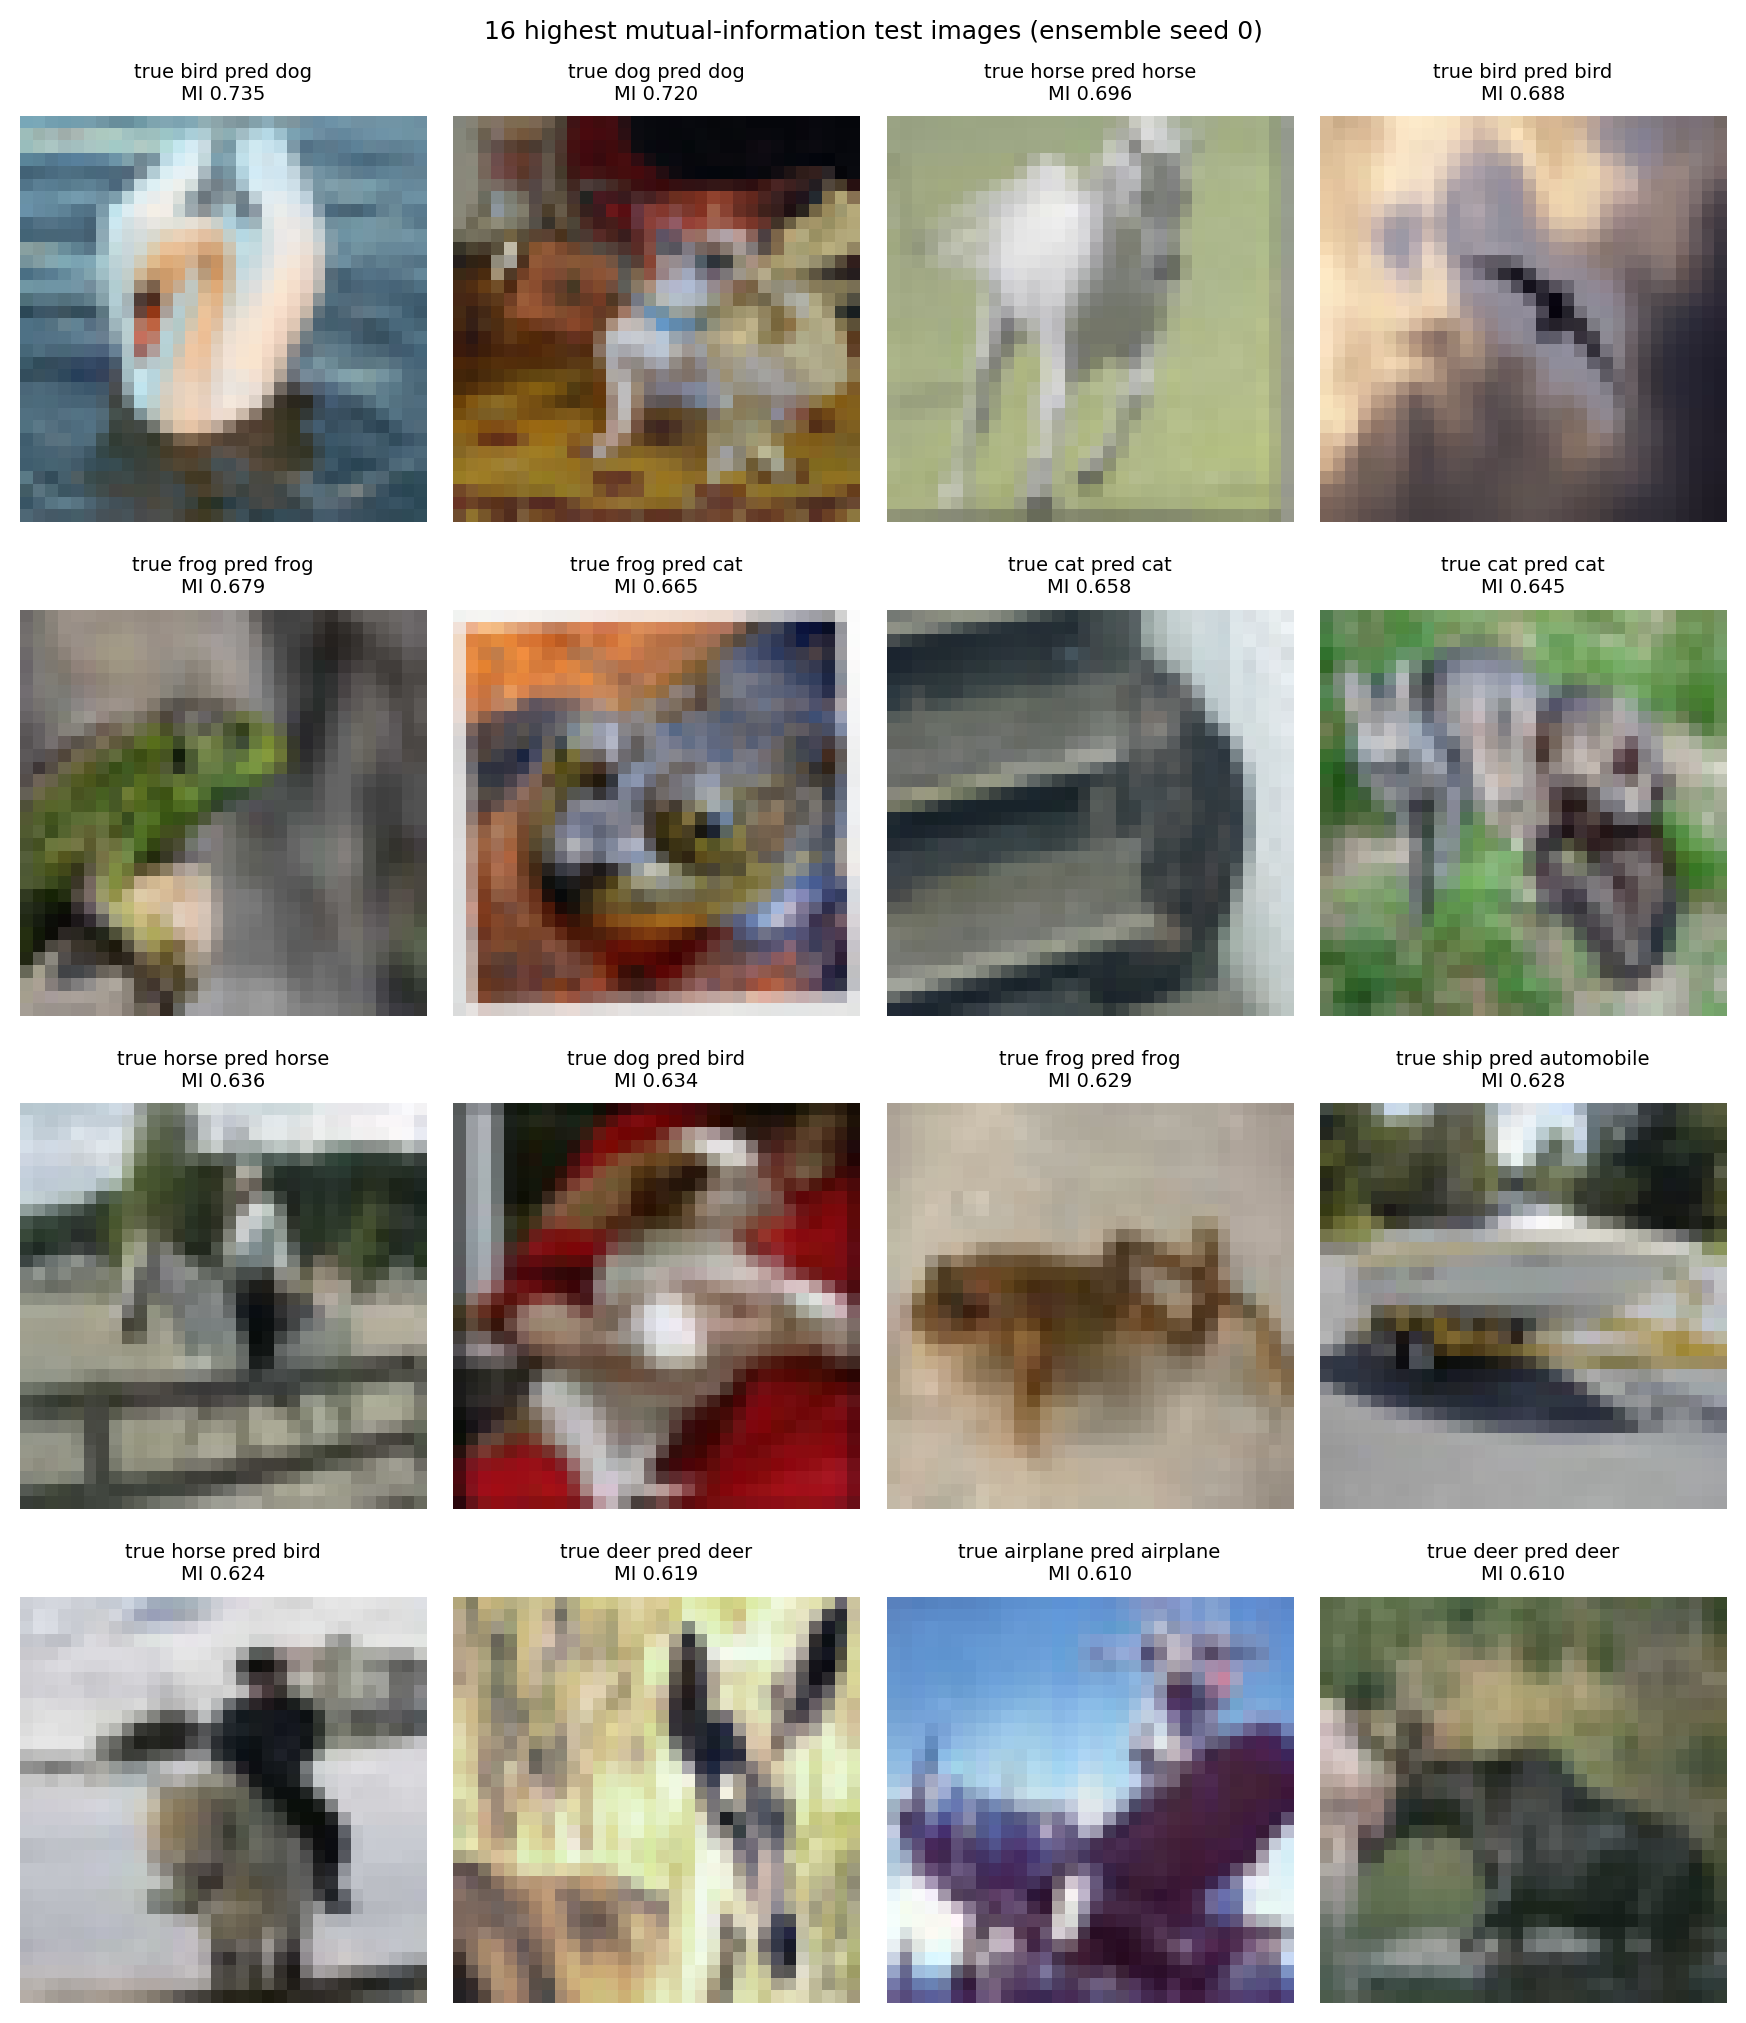 16 highest mutual-information test images (ensemble seed 0)
true bird pred dog
MI 0.735
true dog pred dog
MI 0.720
true horse pred horse
MI 0.696
true bird pred bird
MI 0.688
true frog pred frog
MI 0.679
true frog pred cat
MI 0.665
true cat pred cat
MI 0.658
true cat pred cat
MI 0.645
true horse pred horse
MI 0.636
true dog pred bird
MI 0.634
true frog pred frog
MI 0.629
true ship pred automobile
MI 0.628
true horse pred bird
MI 0.624
true deer pred deer
MI 0.619
true airplane pred airplane
MI 0.610
true deer pred deer
MI 0.610